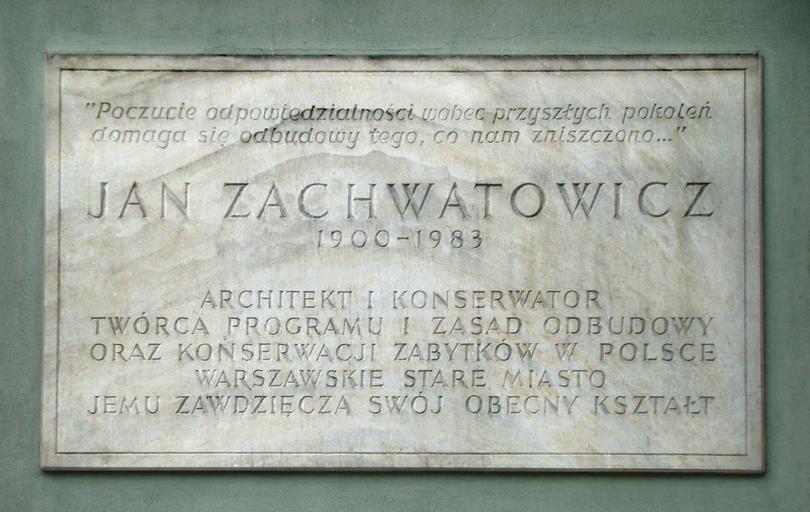 "Poczucie odpowiedzialności wobec przyszłych pokoleń
domaga się odbudowy tego, co nam zniszczono..."
JAN ZACHWATOWICZ
1900-1983
ARCHITEKT I KONSERWATOR
TWÓRCA PROGRAMU I ZASAD ODBUDOWY
ORAZ KONSERWACJI ZABYTKÓW W POLSCE
WARSZAWSKIE STARE MIASTO
JEMU ZAWDZIĘCZA SWÓJ OBECNY KSZTAŁT